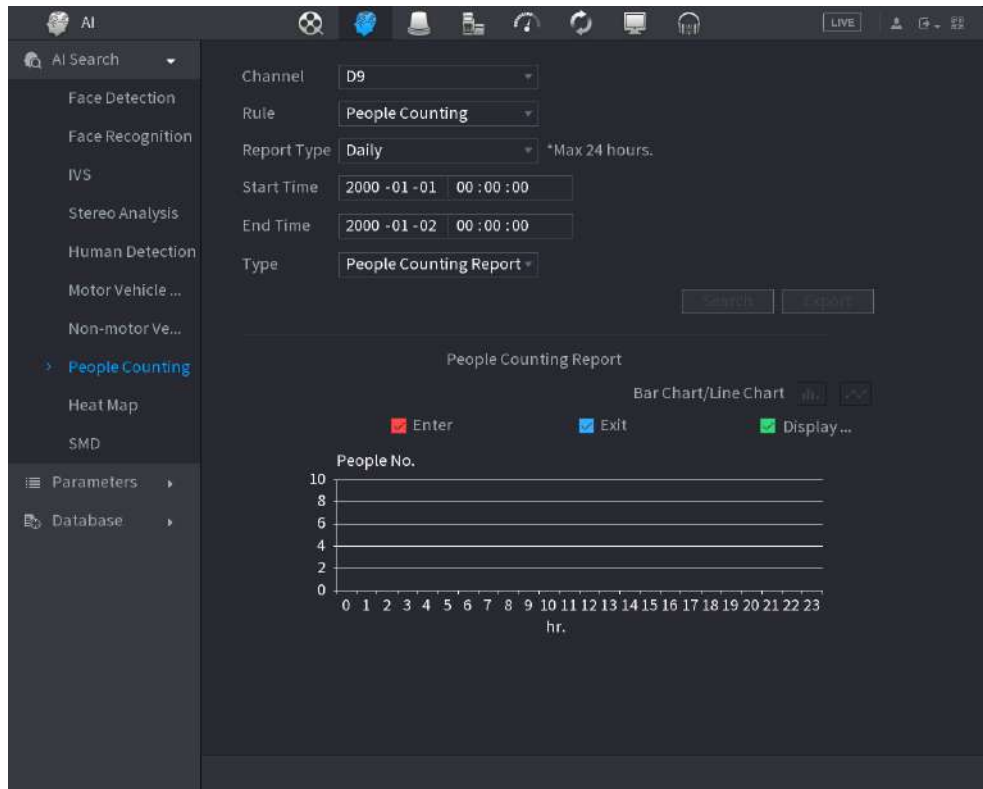 AI
LIVE
AI Search
Face Detection
Face Recognition
IVS
Stereo Analysis
Human Detection
Motor Vehicle ...
Non-motor Ve...
People Counting
Heat Map
SMD
Parameters
Database
Channel D9
Rule People Counting
Report Type Daily *Max 24 hours.
Start Time 2000 -01 -01 00 : 00 : 00
End Time 2000 -01 -02 00 : 00 : 00
Type People Counting Report
Search Export
People Counting Report
Bar Chart/Line Chart
Enter Exit Display ...
People No.
10
8
6
4
2
0
0 1 2 3 4 5 6 7 8 9 10 11 12 13 14 15 16 17 18 19 20 21 22 23
hr.